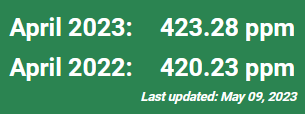 April 2023: 423.28 ppm
April 2022: 420.23 ppm
Last updated: May 09, 2023